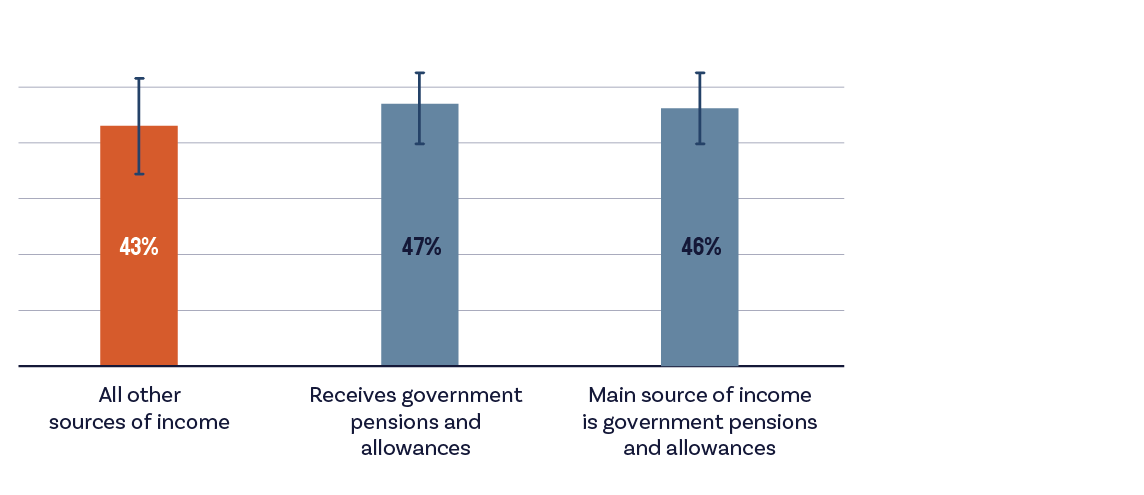 43%
47%
46%
All other
sources of income
Receives government
pensions and
allowances
Main source of income
is government pensions
and allowances